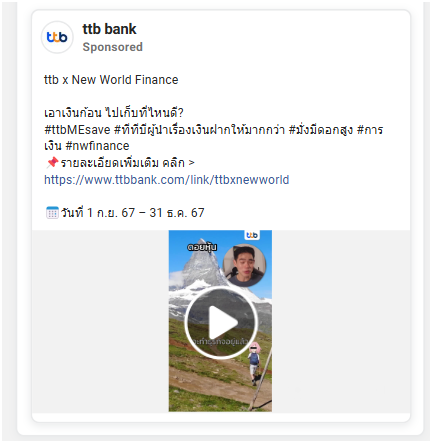 ttb bank
Sponsored
ttb x New World Finance
เอาเงินก้อน ไปเก็บที่ไหนดี?
#ttbMEsave #ทีทีบีผู้นำเรื่องเงินฝากให้มากกว่า #มั่งมีดอกสูง #การ
เงิน #nwfinance
📌รายละเอียดเพิ่มเติม คลิก >
https://www.ttbbank.com/link/ttbxnewworld
🗓️วันที่ 1 ก.ย. 67 – 31 ธ.ค. 67
ttb
ดอยหุ้น